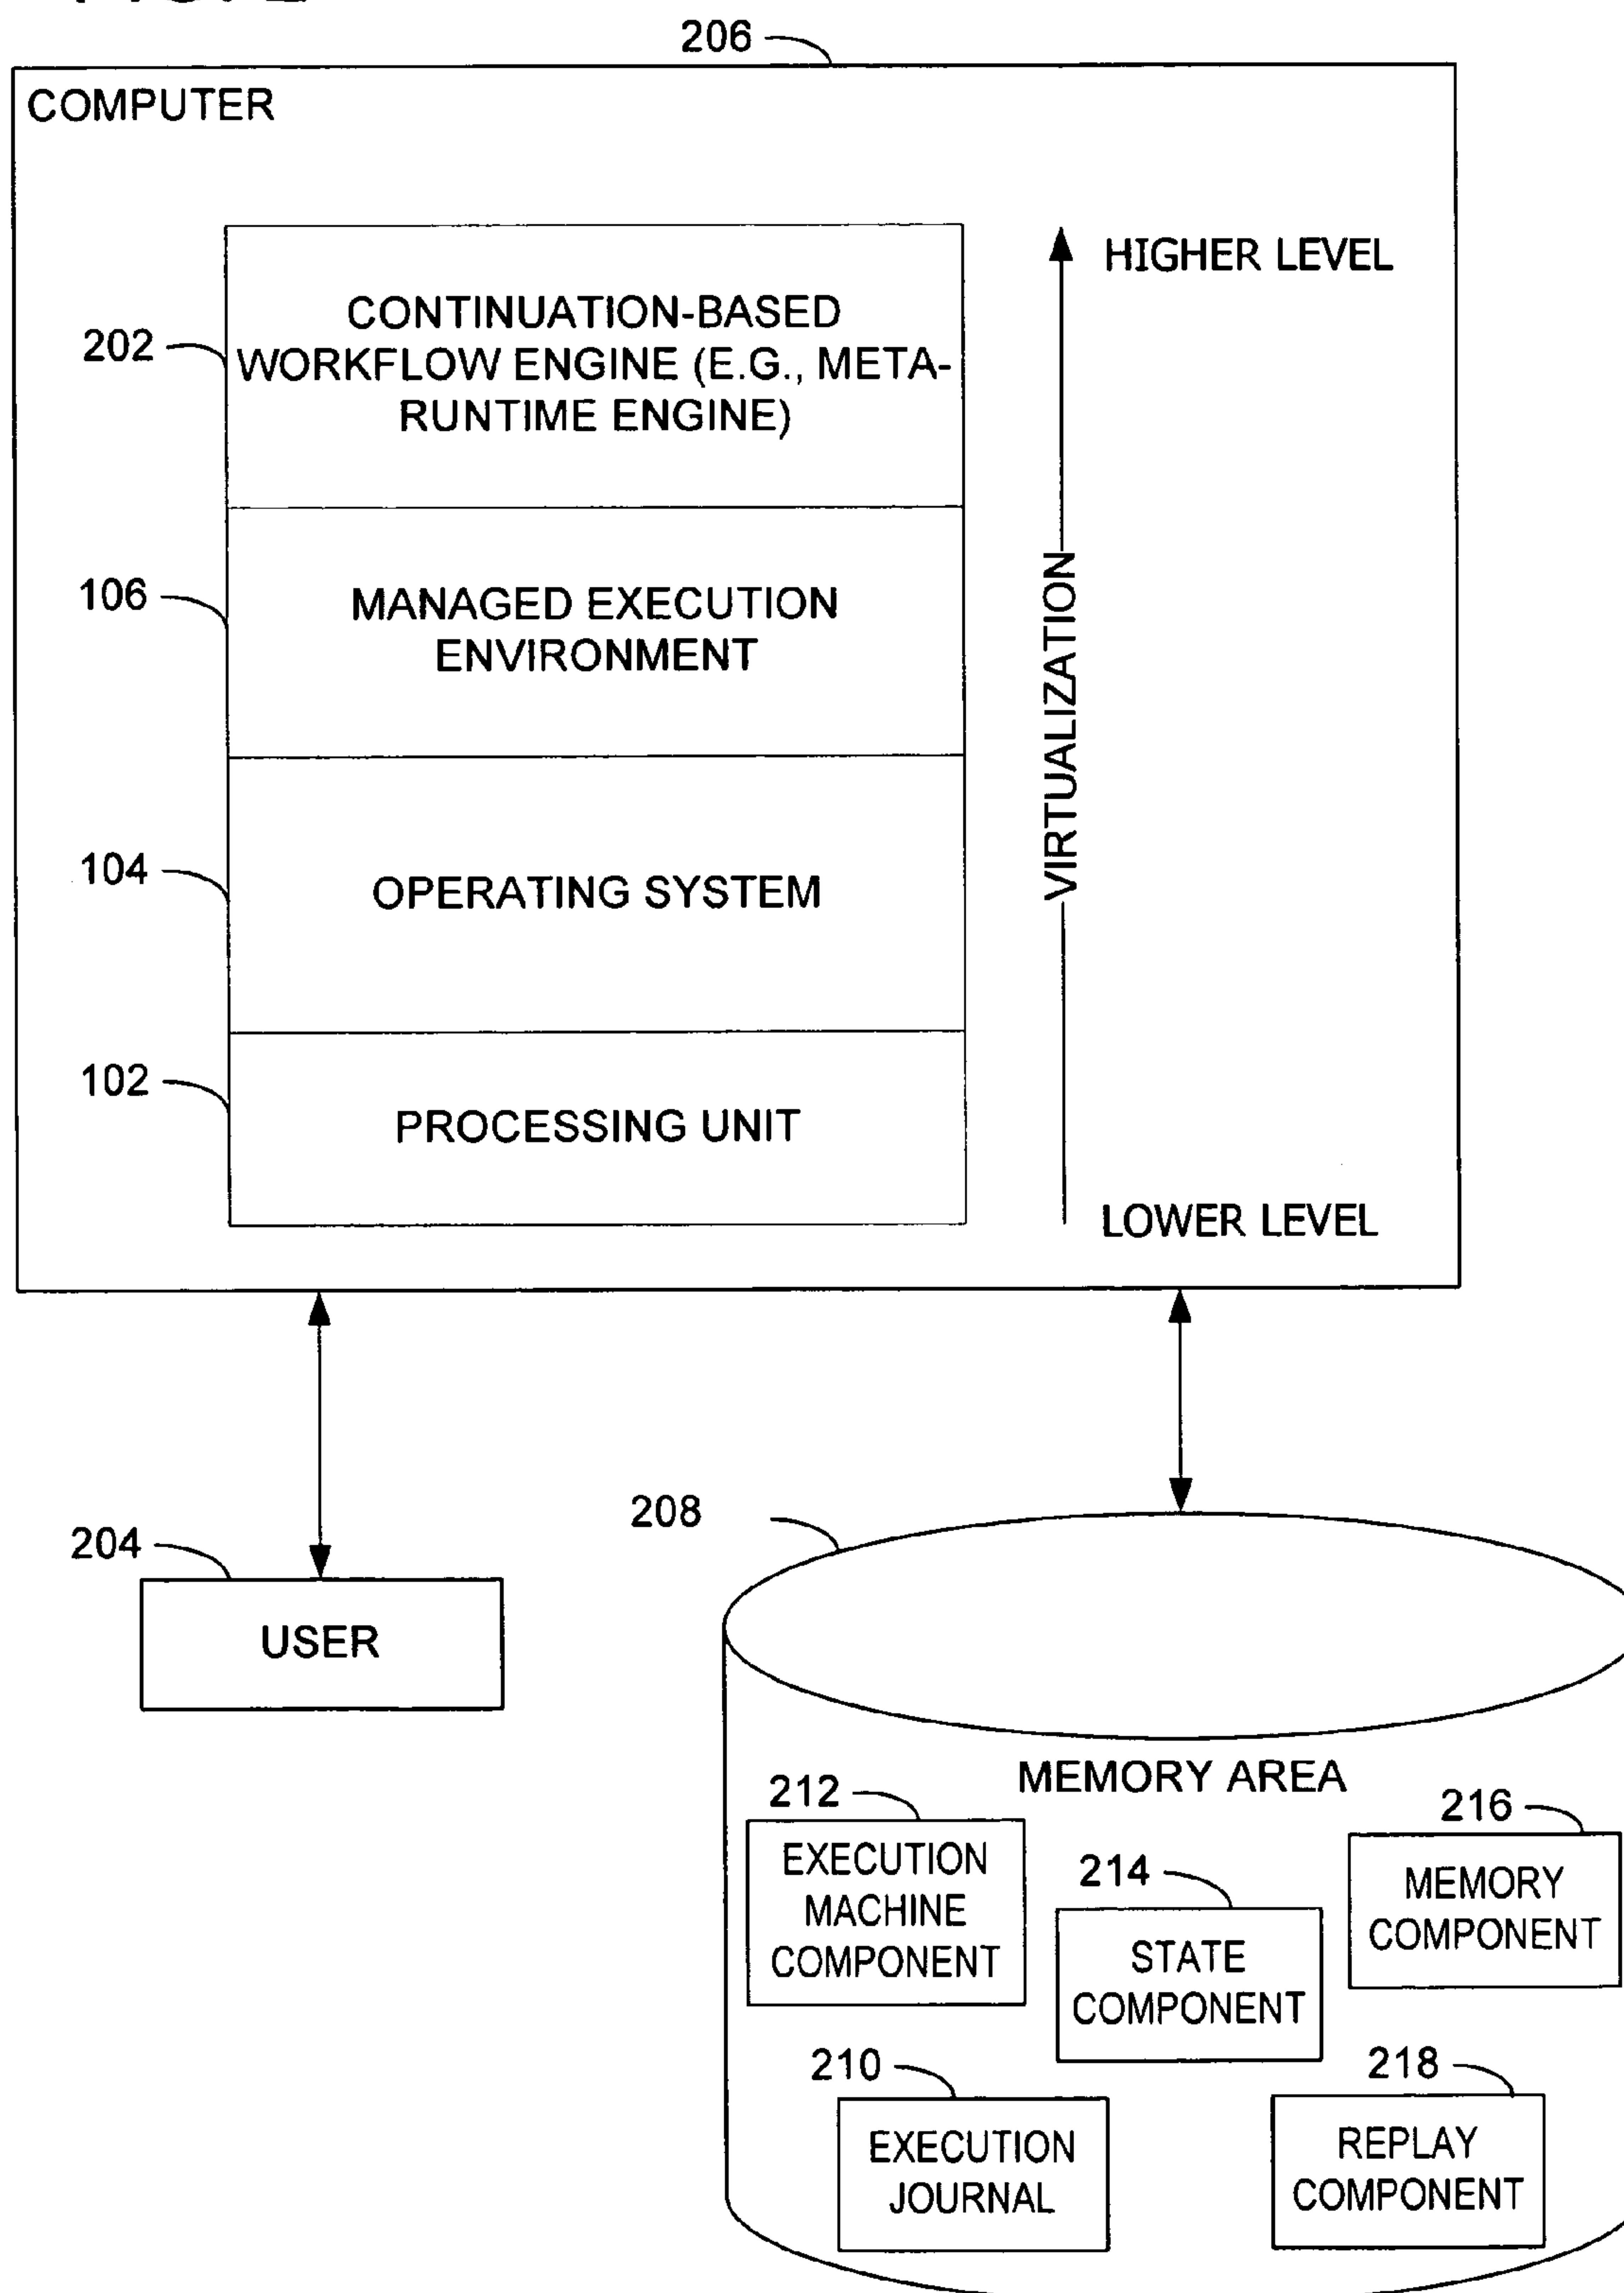 206
COMPUTER
HIGHER LEVEL
CONTINUATION-BASED
202
WORKFLOW ENGINE (E.G., META-
RUNTIME ENGINE)
106
MANAGED EXECUTION
ENVIRONMENT
VIRTUALIZATION
104
OPERATING SYSTEM
102
PROCESSING UNIT
LOWER LEVEL
208
204
USER
MEMORY AREA
212
EXECUTION
MACHINE
COMPONENT
214
STATE
COMPONENT
216
MEMORY
COMPONENT
210
EXECUTION
JOURNAL
218
REPLAY
COMPONENT